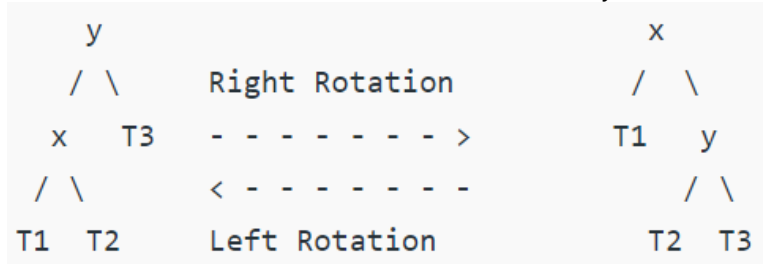 y x
/ \ Right Rotation / \
x T3 - - - - - - - > T1 y
/ \ < - - - - - - - / \
T1 T2 Left Rotation T2 T3